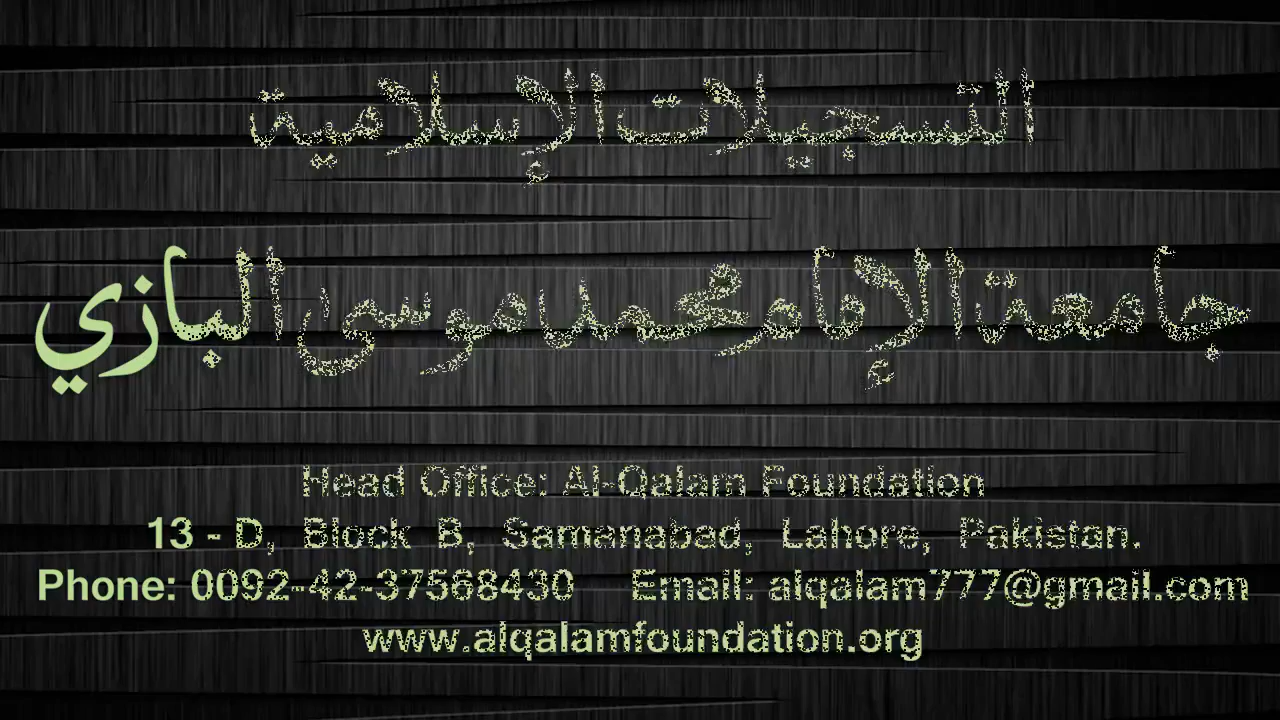 التسجيلات الإسلامية
جامعة الإمام محمد موسى البازي
Head Office: Al-Qalam Foundation
13 - D, Block B, Samanabad, Lahore, Pakistan.
Phone: 0092-42-37568430 Email: alqalam777@gmail.com
www.alqalamfoundation.org